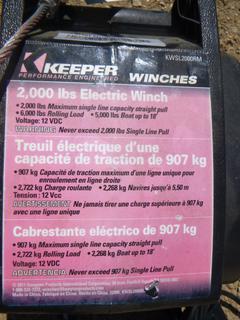 KEEPER
PERFORMANCE ENGINEERED
KWSL2000RM
WINCHES
2,000 lbs Electric Winch
• 2,000 lbs Maximum single line capacity straight pull
• 6,000 lbs Rolling Load • 5,000 lbs Boat up to 18'
Voltage: 12 VDC
WARNING Never exceed 2,000 lbs Single Line Pull
Treuil électrique d'une
capacité de traction de 907 kg
• 907 kg Capacité de traction maximum d'une ligne unique pour
enroulement en ligne droite
• 2,722 kg Charge roulante • 2,268 kg Navires jusqu'à 5,50 m
Tension : 12 Vcc
AVERTISSEMENT Ne jamais tirer une charge supérieure à 907 kg
avec une ligne unique
Cabrestante eléctrico de 907 kg
• 907 kg Maximum single line capacity straight pull
• 2,722 kg Rolling Load • 2,268 kg Boat up to 18'
Voltage: 12 VDC
ADVERTENCIA Never exceed 907 kg Single Line Pull